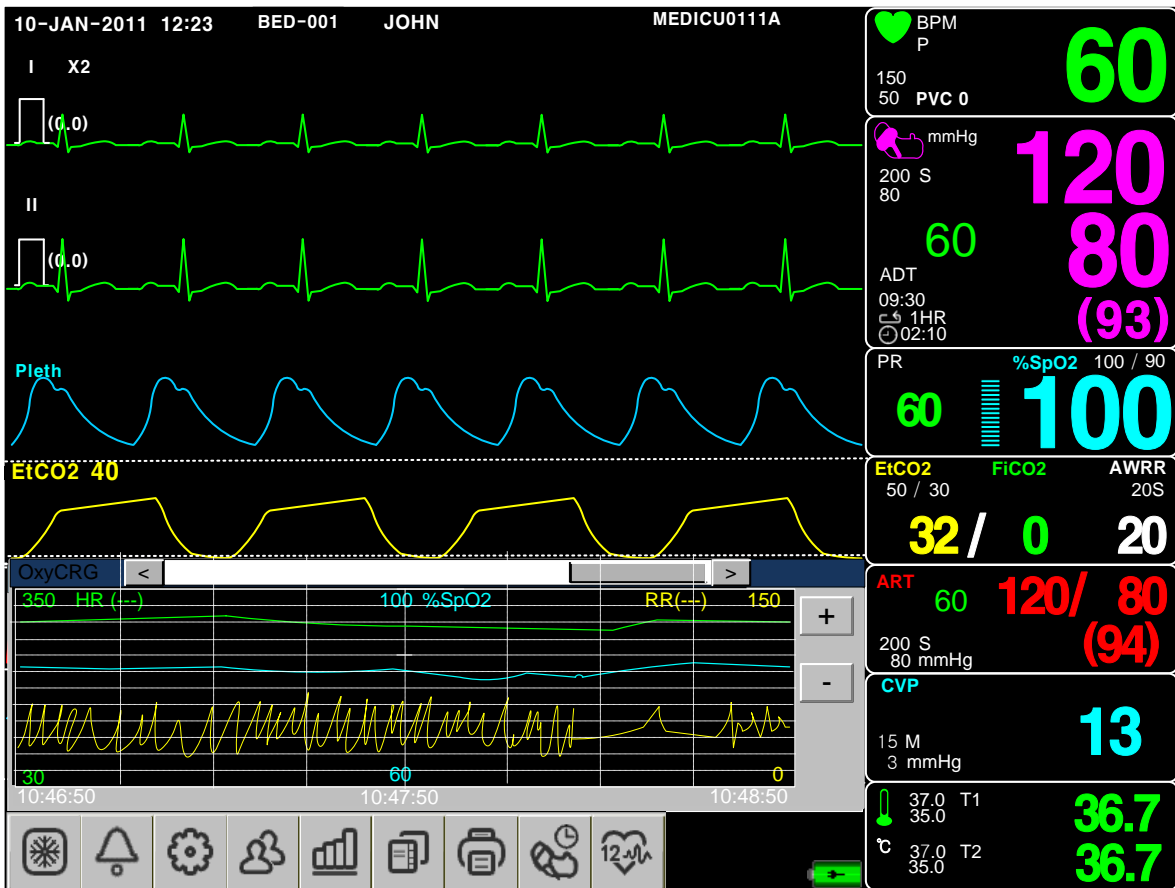 10-JAN-2011 12:23 BED-001 JOHN MEDICU0111A
I X2
(0.0)
II
(0.0)
Pleth
EtCO2 40
OxyCRG < >
350 HR (---) 100 %SpO2 RR(---) 150
+
-
30 60 0
10:46:50 10:47:50 10:48:50
12
BPM
P
60
150
50 PVC 0
mmHg
120
200 S
80
60
80
ADT
09:30
1HR
02:10
(93)
PR %SpO2 100 / 90
60 100
EtCO2 FiCO2 AWRR
50 / 30 20S
32 / 0 20
ART
60 120/ 80
200 S
80 mmHg
(94)
CVP
13
15 M
3 mmHg
37.0 T1
35.0
36.7
℃
37.0 T2
35.0
36.7